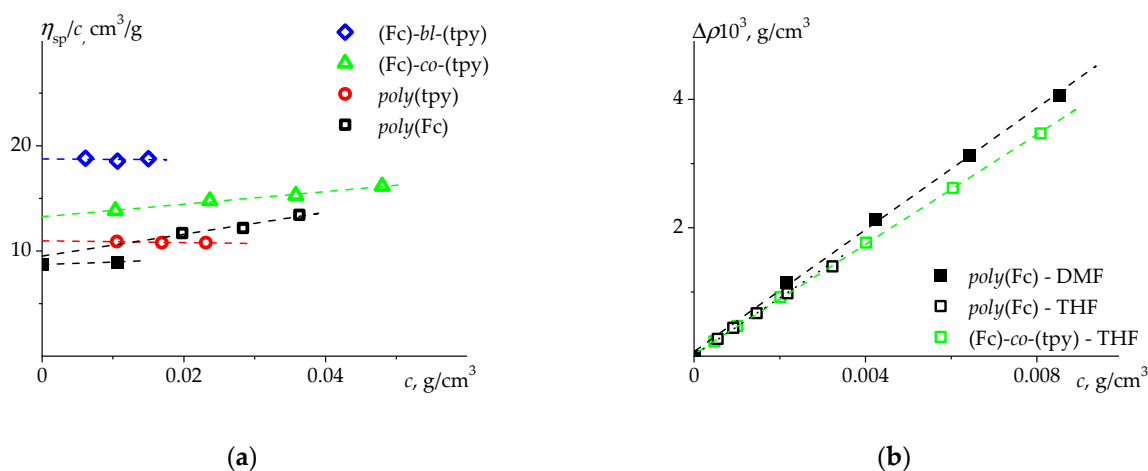 η_sp/c, cm³/g
(Fc)-bl-(tpy)
(Fc)-co-(tpy)
poly(tpy)
poly(Fc)
20
10
0
0.02
0.04
c, g/cm³
(a)
Δρ10³, g/cm³
4
2
poly(Fc) - DMF
poly(Fc) - THF
(Fc)-co-(tpy) - THF
0
0.004
0.008
c, g/cm³
(b)